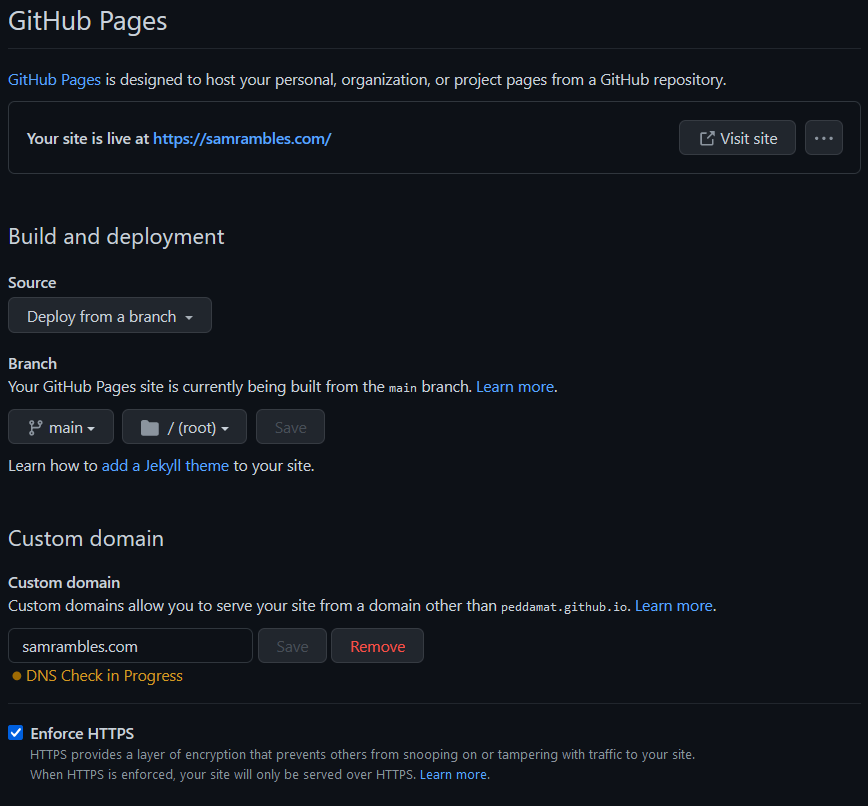 GitHub Pages
GitHub Pages is designed to host your personal, organization, or project pages from a GitHub repository.
Your site is live at https://samrambles.com/
Visit site
Build and deployment
Source
Deploy from a branch
Branch
Your GitHub Pages site is currently being built from the main branch. Learn more.
main
/ (root)
Save
Learn how to add a Jekyll theme to your site.
Custom domain
Custom domain
Custom domains allow you to serve your site from a domain other than peddamat.github.io. Learn more.
samrambles.com
Save
Remove
DNS Check in Progress
Enforce HTTPS
HTTPS provides a layer of encryption that prevents others from snooping on or tampering with traffic to your site.
When HTTPS is enforced, your site will only be served over HTTPS. Learn more.